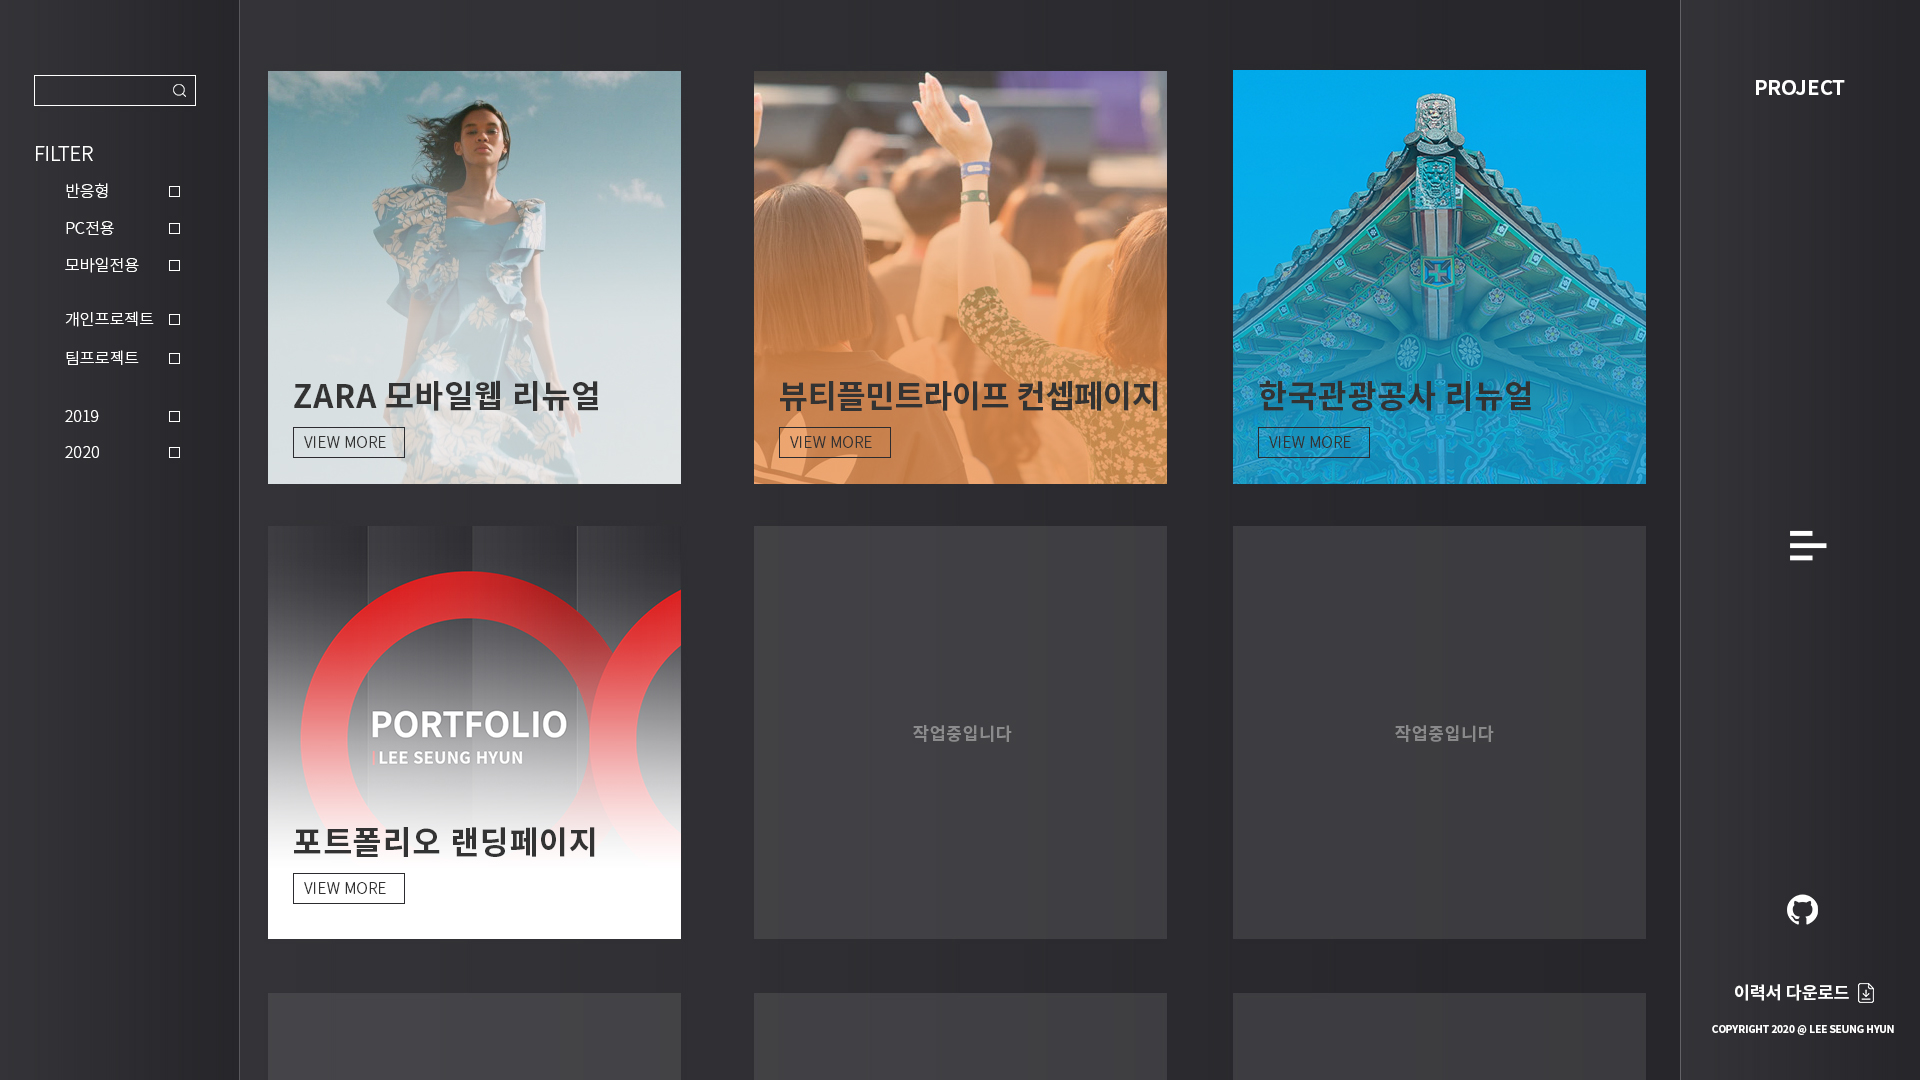 FILTER
반응형
PC전용
모바일전용
개인프로젝트
팀프로젝트
2019
2020
ZARA 모바일웹 리뉴얼
VIEW MORE
뷰티플민트라이프 컨셉페이지
VIEW MORE
한국관광공사 리뉴얼
VIEW MORE
PORTFOLIO
LEE SEUNG HYUN
포트폴리오 랜딩페이지
VIEW MORE
작업중입니다
작업중입니다
PROJECT
이력서 다운로드
COPYRIGHT 2020 @ LEE SEUNG HYUN